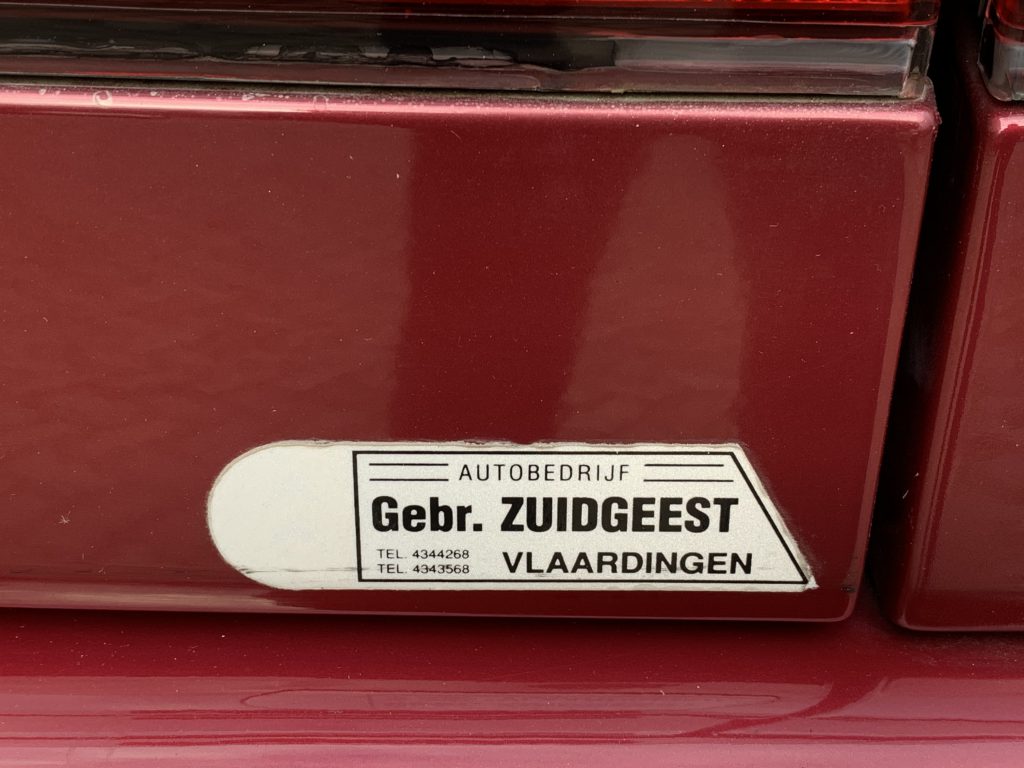 AUTOBEDRIJF
Gebr. ZUIDGEEST
TEL. 4344268
TEL. 4343568
VLAARDINGEN